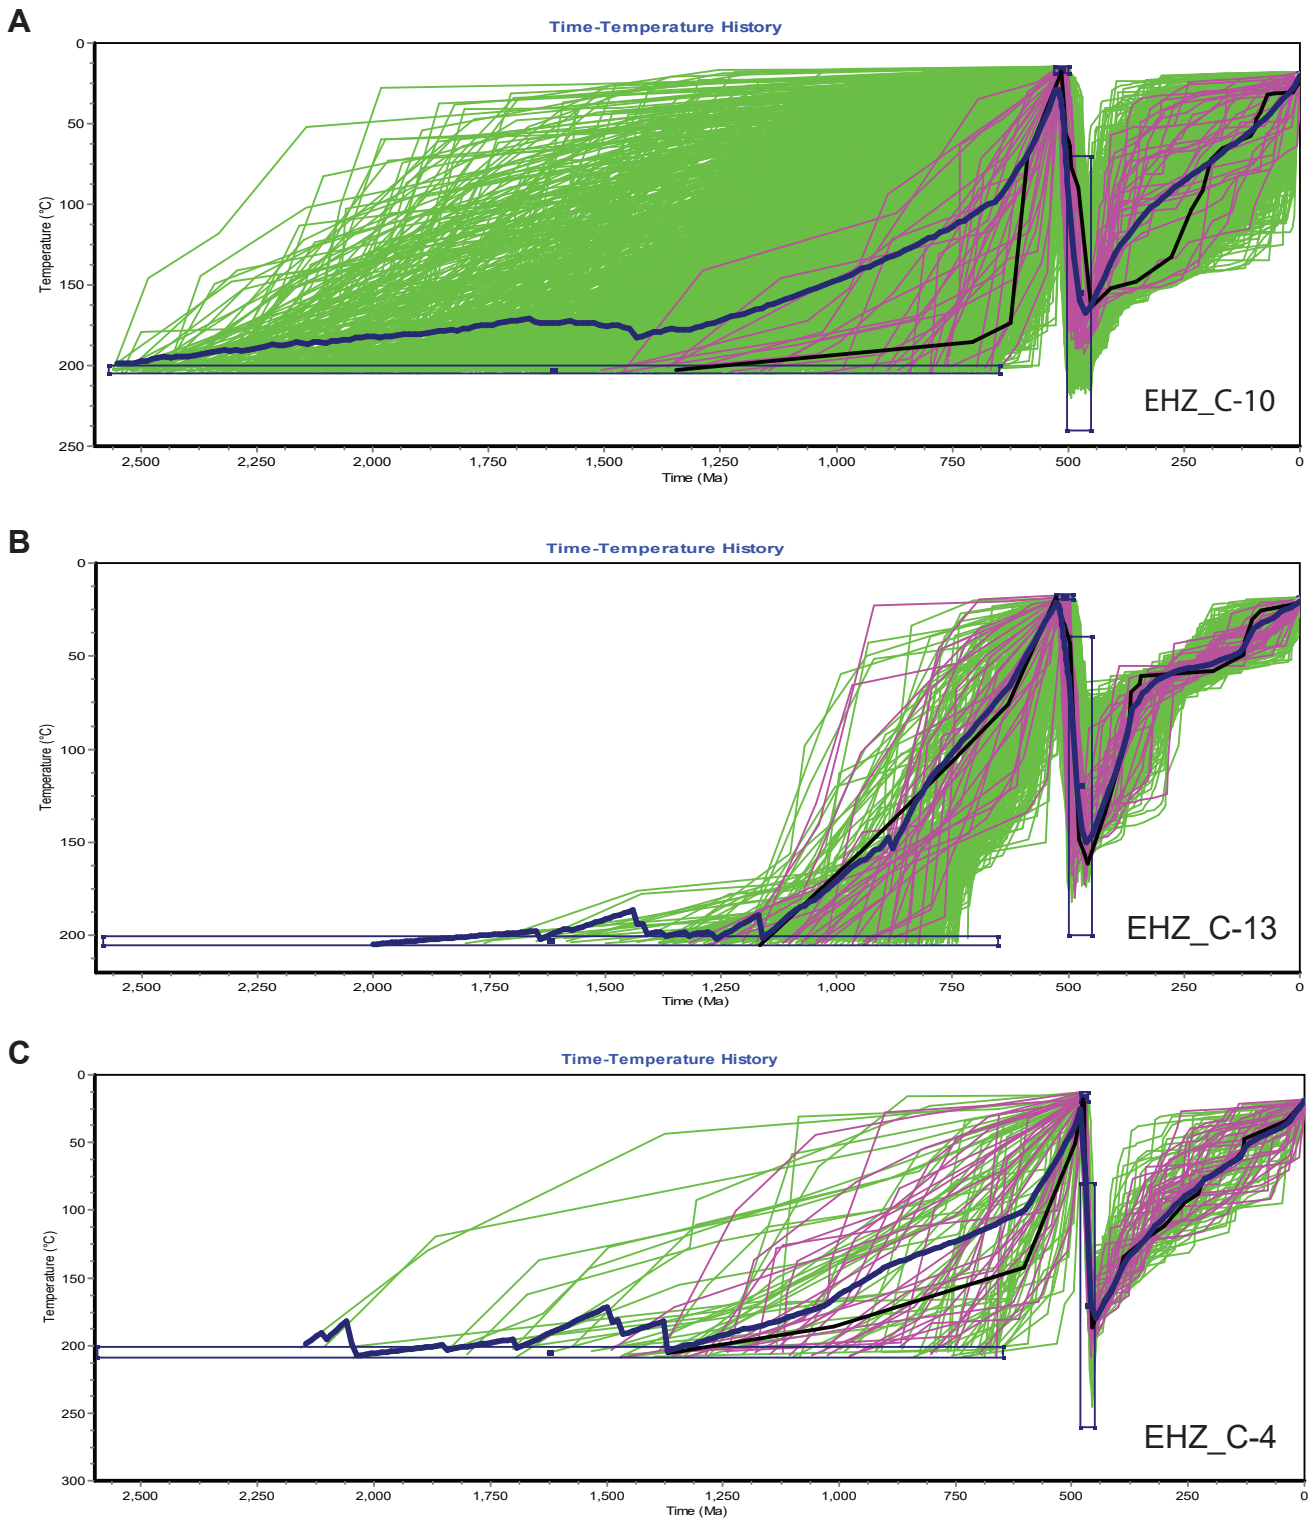 A
Time-Temperature History
Temperature (°C)
0
50
100
150
200
250
EHZ_C-10
2,500 2,250 2,000 1,750 1,500 1,250 1,000 750 500 250 0
Time (Ma)
B
Time-Temperature History
Temperature (°C)
0
50
100
150
200
EHZ_C-13
2,500 2,250 2,000 1,750 1,500 1,250 1,000 750 500 250 0
Time (Ma)
C
Time-Temperature History
Temperature (°C)
0
50
100
150
200
250
300
EHZ_C-4
2,500 2,250 2,000 1,750 1,500 1,250 1,000 750 500 250 0
Time (Ma)